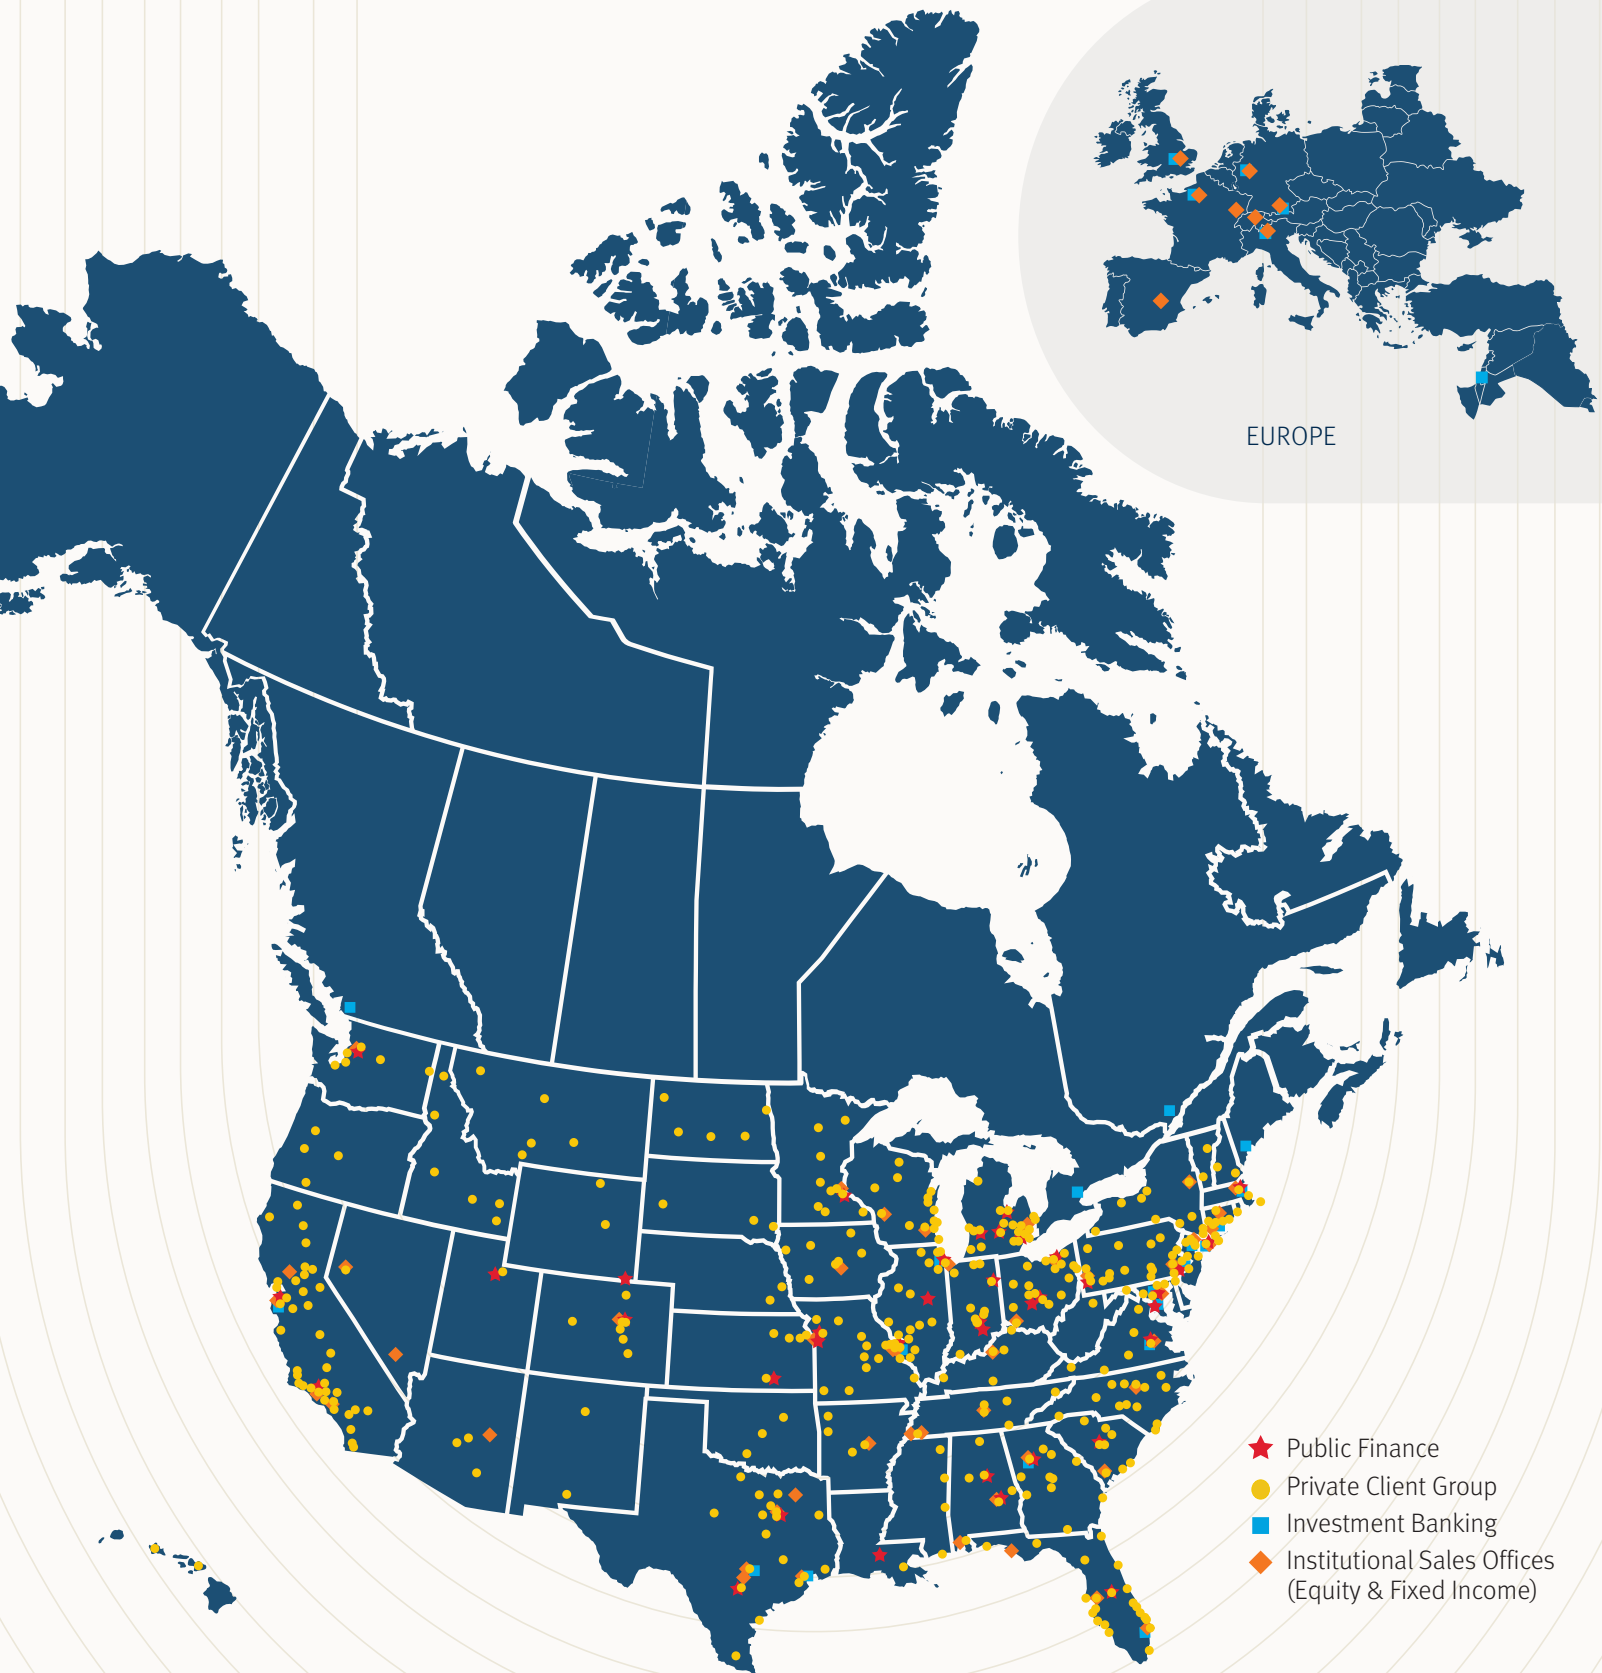 EUROPE
Public Finance
Private Client Group
Investment Banking
Institutional Sales Offices
(Equity & Fixed Income)